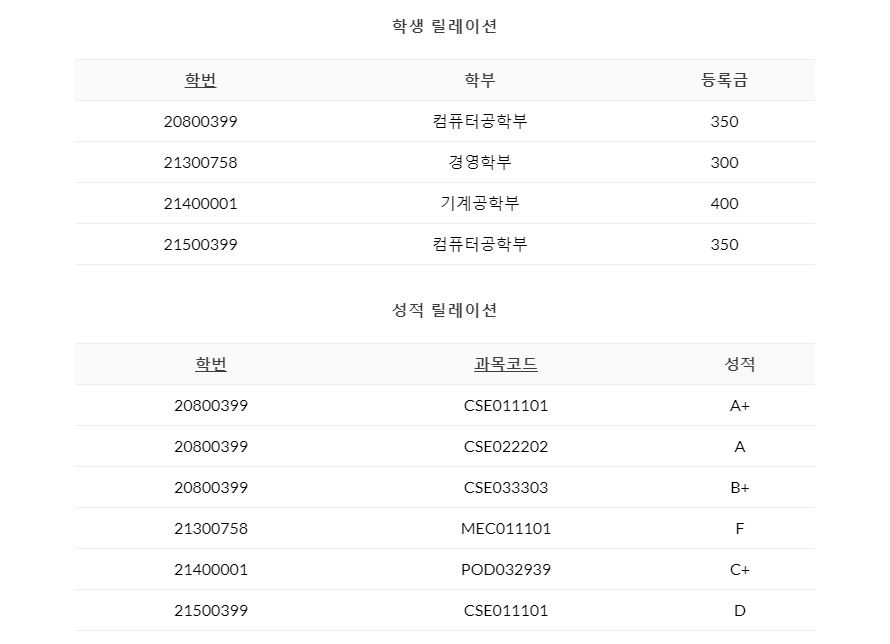 학생 릴레이션
학번 학부 등록금
20800399 컴퓨터공학부 350
21300758 경영학부 300
21400001 기계공학부 400
21500399 컴퓨터공학부 350
성적 릴레이션
학번 과목코드 성적
20800399 CSE011101 A+
20800399 CSE022202 A
20800399 CSE033303 B+
21300758 MEC011101 F
21400001 POD032939 C+
21500399 CSE011101 D